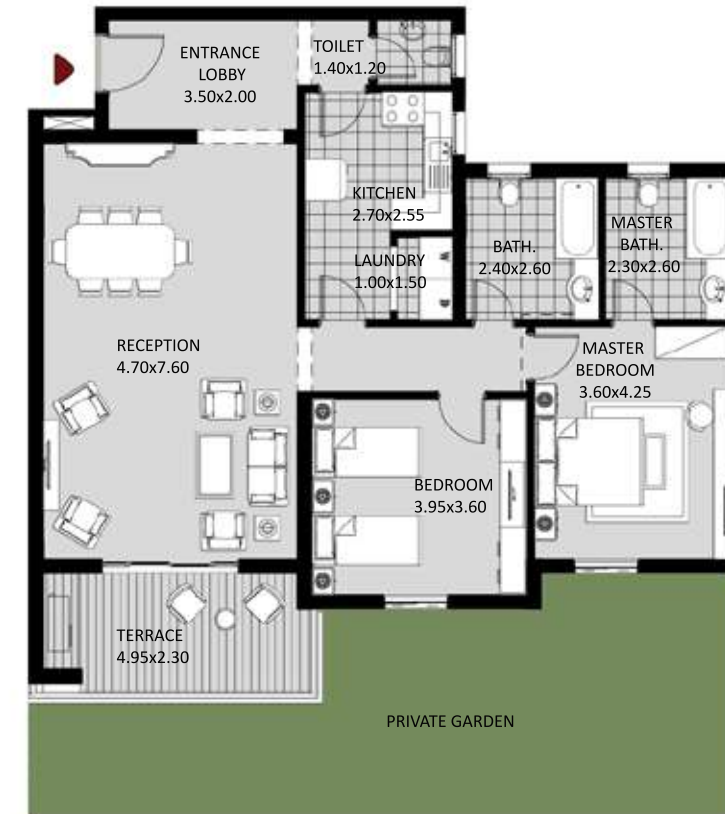 ENTRANCE
LOBBY
3.50x2.00
TOILET
1.40x1.20
KITCHEN
2.70x2.55
LAUNDRY
1.00x1.50
W
D
BATH.
2.40x2.60
MASTER
BATH.
2.30x2.60
RECEPTION
4.70x7.60
MASTER
BEDROOM
3.60x4.25
BEDROOM
3.95x3.60
TERRACE
4.95x2.30
PRIVATE GARDEN